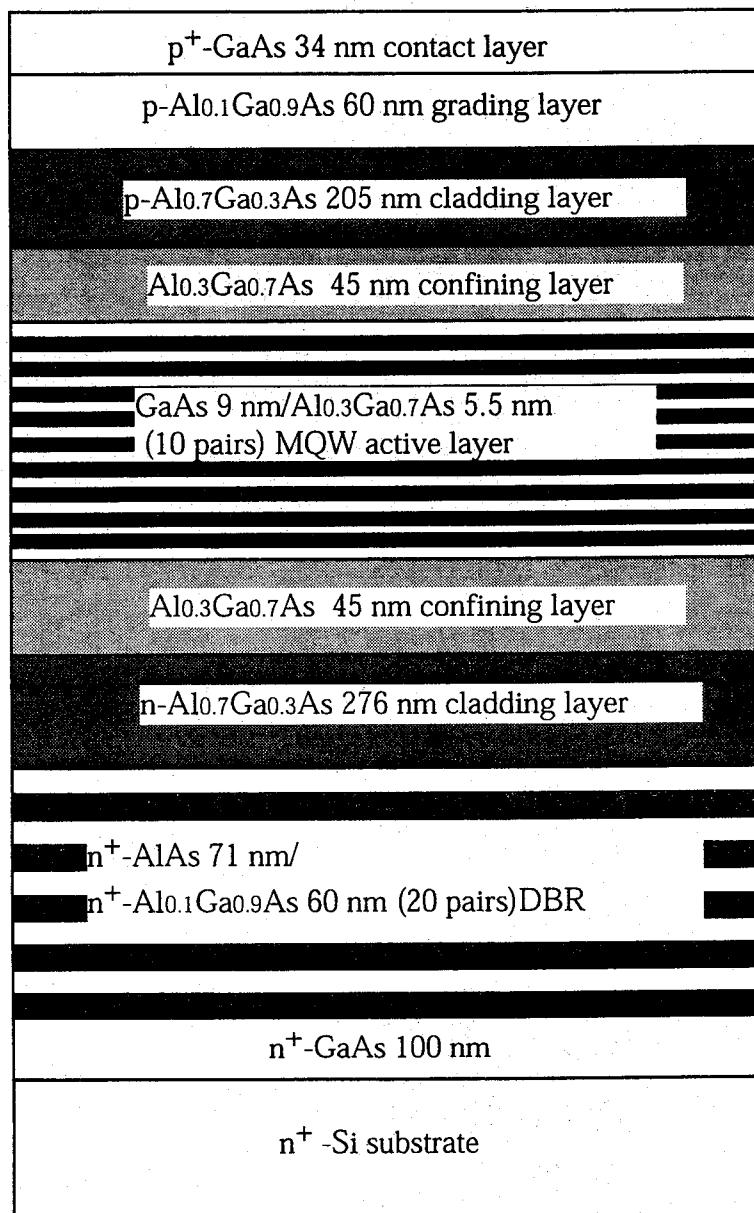 p⁺-GaAs 34 nm contact layer
p-Al0.1Ga0.9As 60 nm grading layer
p-Al0.7Ga0.3As 205 nm cladding layer
Al0.3Ga0.7As 45 nm confining layer
GaAs 9 nm/Al0.3Ga0.7As 5.5 nm
(10 pairs) MQW active layer
Al0.3Ga0.7As 45 nm confining layer
n-Al0.7Ga0.3As 276 nm cladding layer
n⁺-AlAs 71 nm/
n⁺-Al0.1Ga0.9As 60 nm (20 pairs)DBR
n⁺-GaAs 100 nm
n⁺ -Si substrate